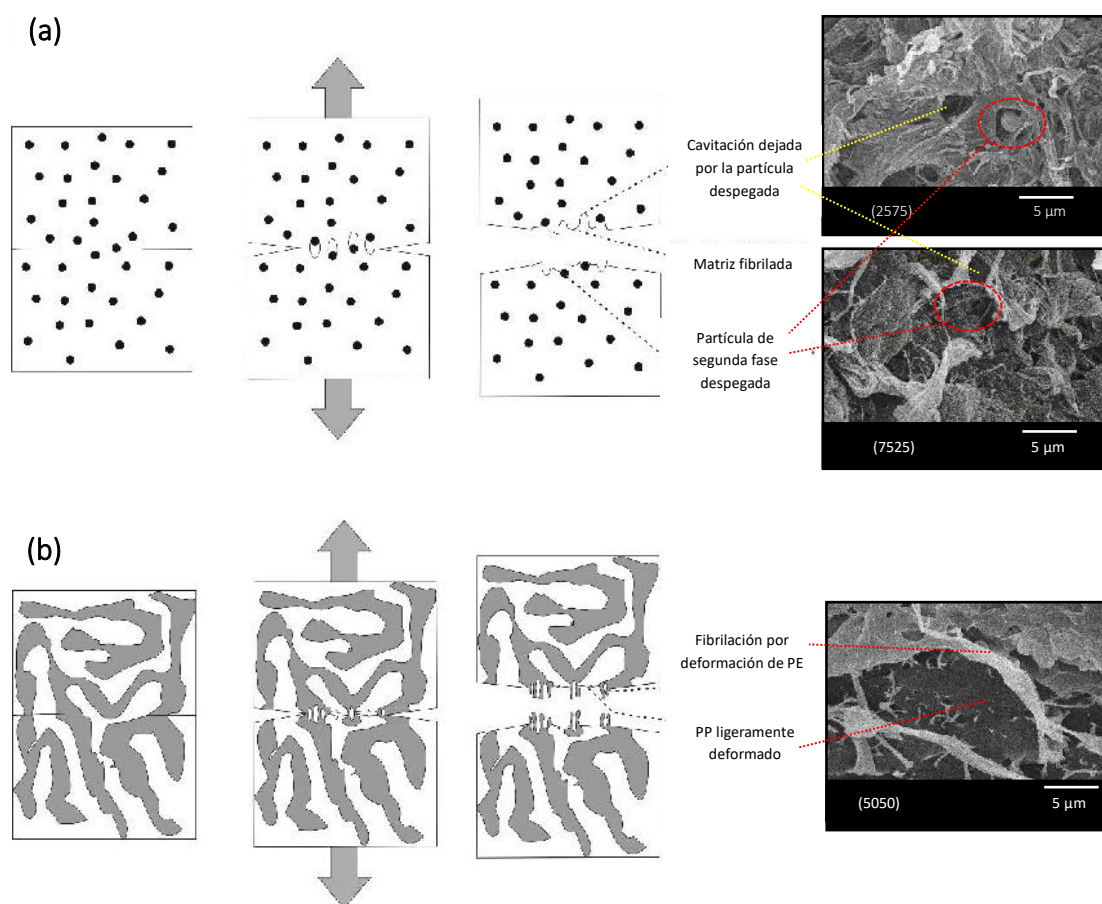 (a)
Cavitación dejada
por la partícula
despegada
Matriz fibrilada
Partícula de
segunda fase
despegada
(2575)
5 µm
(7525)
5 µm
(b)
Fibrilación por
deformación de PE
PP ligeramente
deformado
(5050)
5 µm